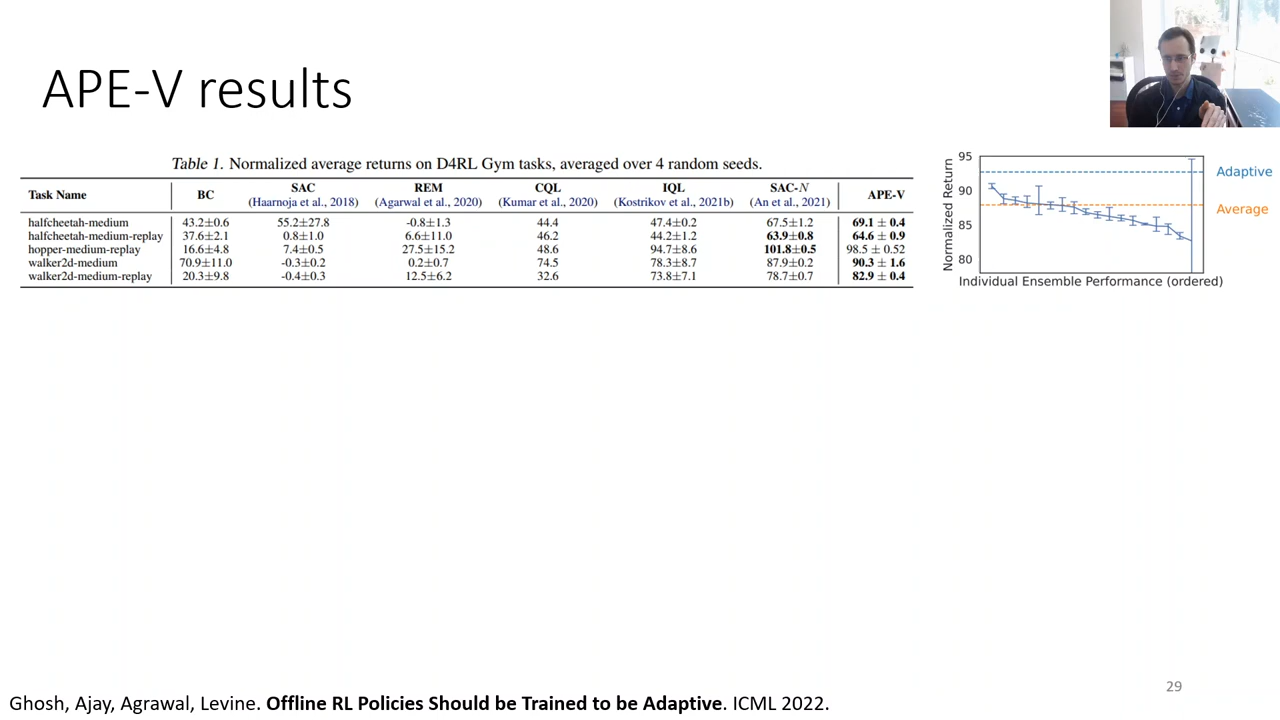 APE-V results
Table 1. Normalized average returns on D4RL Gym tasks, averaged over 4 random seeds.
Task Name BC SAC REM CQL IQL SAC-N APE-V
(Haarnoja et al., 2018) (Agarwal et al., 2020) (Kumar et al., 2020) (Kostrikov et al., 2021b) (An et al., 2021)
halfcheetah-medium 43.2±0.6 55.2±27.8 -0.8±1.3 44.4 47.4±0.2 67.5±1.2 69.1 ± 0.4
halfcheetah-medium-replay 37.6±2.1 0.8±1.0 6.6±11.0 46.2 44.2±1.2 63.9±0.8 64.6 ± 0.9
hopper-medium-replay 16.6±4.8 7.4±0.5 27.5±15.2 48.6 94.7±8.6 101.8±0.5 98.5 ± 0.52
walker2d-medium 70.9±11.0 -0.3±0.2 0.2±0.7 74.5 78.3±8.7 87.9±0.2 90.3 ± 1.6
walker2d-medium-replay 20.3±9.8 -0.4±0.3 12.5±6.2 32.6 73.8±7.1 78.7±0.7 82.9 ± 0.4
Normalized Return
95
90
85
80
Adaptive
Average
Individual Ensemble Performance (ordered)
29
Ghosh, Ajay, Agrawal, Levine. Offline RL Policies Should be Trained to be Adaptive. ICML 2022.